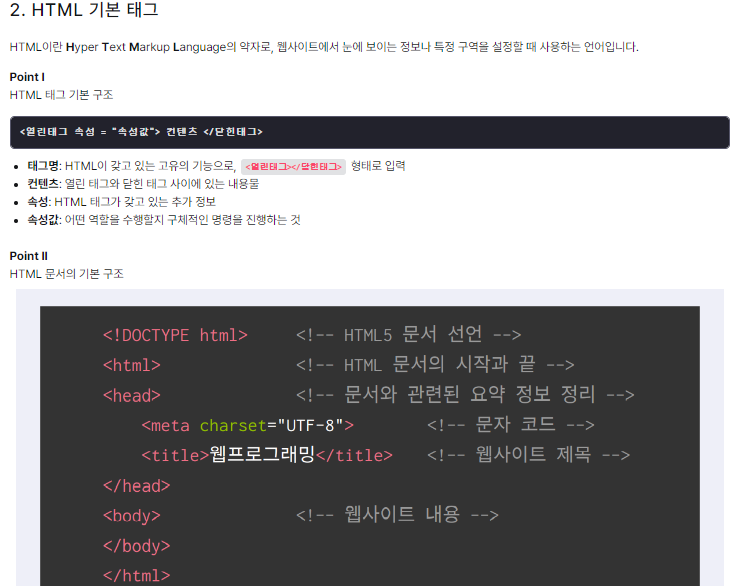 2. HTML 기본 태그
HTML이란 Hyper Text Markup Language의 약자로, 웹사이트에서 눈에 보이는 정보나 특정 구역을 설정할 때 사용하는 언어입니다.
Point I
HTML 태그 기본 구조
<열린태그 속성 = "속성값"> 컨텐츠 </닫힌태그>
• 태그명: HTML이 갖고 있는 고유의 기능으로, <열린태그></닫힌태그> 형태로 입력
• 컨텐츠: 열린 태그와 닫힌 태그 사이에 있는 내용물
• 속성: HTML 태그가 갖고 있는 추가 정보
• 속성값: 어떤 역할을 수행할지 구체적인 명령을 진행하는 것
Point II
HTML 문서의 기본 구조
<!DOCTYPE html> <!-- HTML5 문서 선언 -->
<html> <!-- HTML 문서의 시작과 끝 -->
<head> <!-- 문서와 관련된 요약 정보 정리 -->
<meta charset="UTF-8"> <!-- 문자 코드 -->
<title>웹프로그래밍</title> <!-- 웹사이트 제목 -->
</head>
<body> <!-- 웹사이트 내용 -->
</body>
</html>